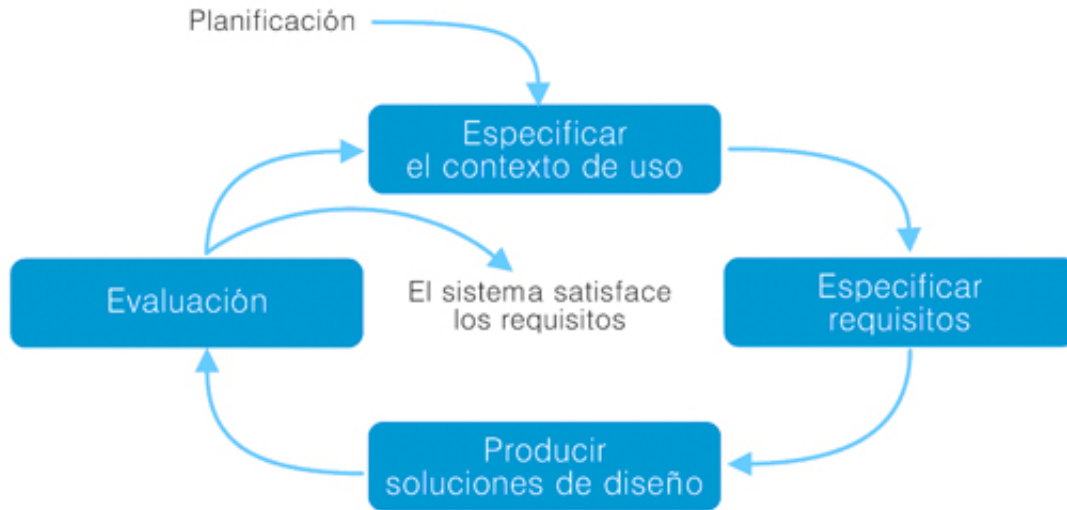 Planificación
Especificar
el contexto de uso
Evaluación
El sistema satisface
los requisitos
Especificar
requisitos
Producir
soluciones de diseño